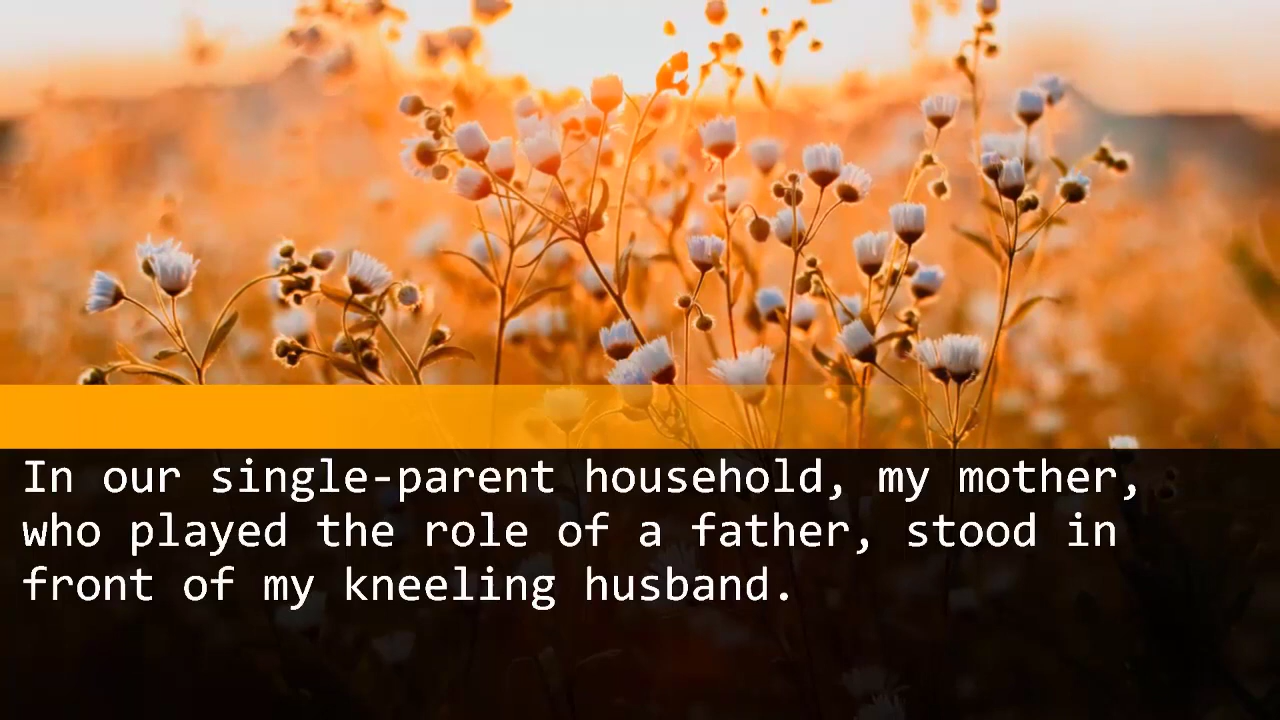 In our single-parent household, my mother,
who played the role of a father, stood in
front of my kneeling husband.